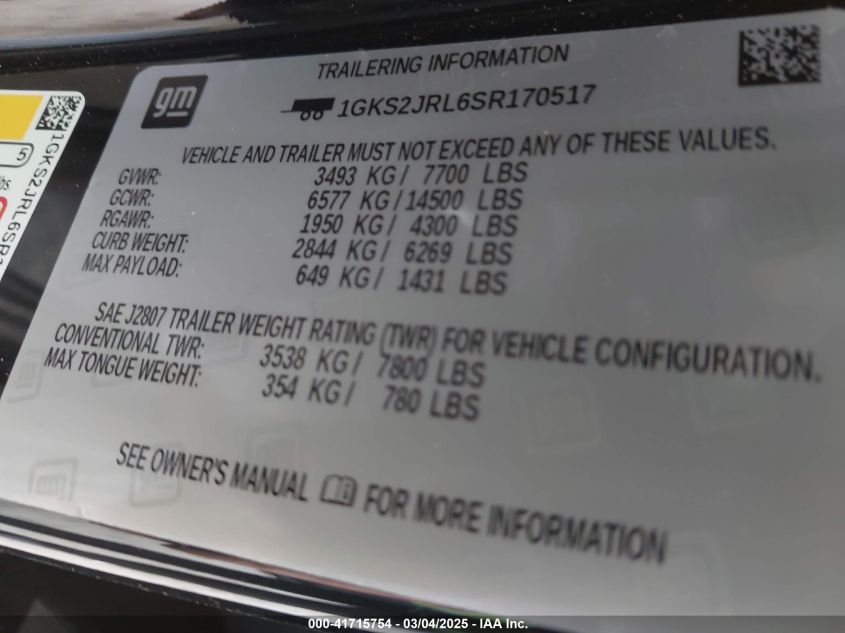 TRAILERING INFORMATION
gm
1GKS2JRL6SR170517
VEHICLE AND TRAILER MUST NOT EXCEED ANY OF THESE VALUES.
GVWR: 3493 KG/ 7700 LBS
GCWR: 6577 KG/14500 LBS
RGAWR: 1950 KG/ 4300 LBS
CURB WEIGHT: 2844 KG/ 6269 LBS
MAX PAYLOAD: 649 KG/ 1431 LBS
SAE J2807 TRAILER WEIGHT RATING (TWR) FOR VEHICLE CONFIGURATION.
CONVENTIONAL TWR: 3538 KG/ 7800 LBS
MAX TONGUE WEIGHT: 354 KG/ 780 LBS
SEE OWNER'S MANUAL FOR MORE INFORMATION
5
1GKS2JRL6SR1
000-41715754 — 03/04/2025 - IAA Inc.